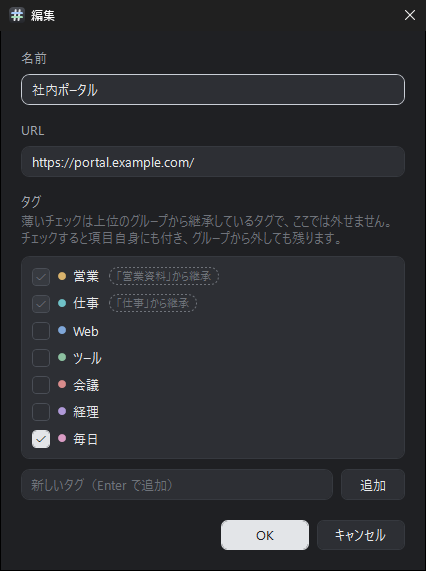 編集
名前
社内ポータル
URL
https://portal.example.com/
タグ
薄いチェックは上位のグループから継承しているタグで、ここでは外せません。
チェックすると項目自身にも付き、グループから外しても残ります。
営業 「営業資料」から継承
仕事 「仕事」から継承
Web
ツール
会議
経理
毎日
新しいタグ（Enter で追加） 追加
OK キャンセル